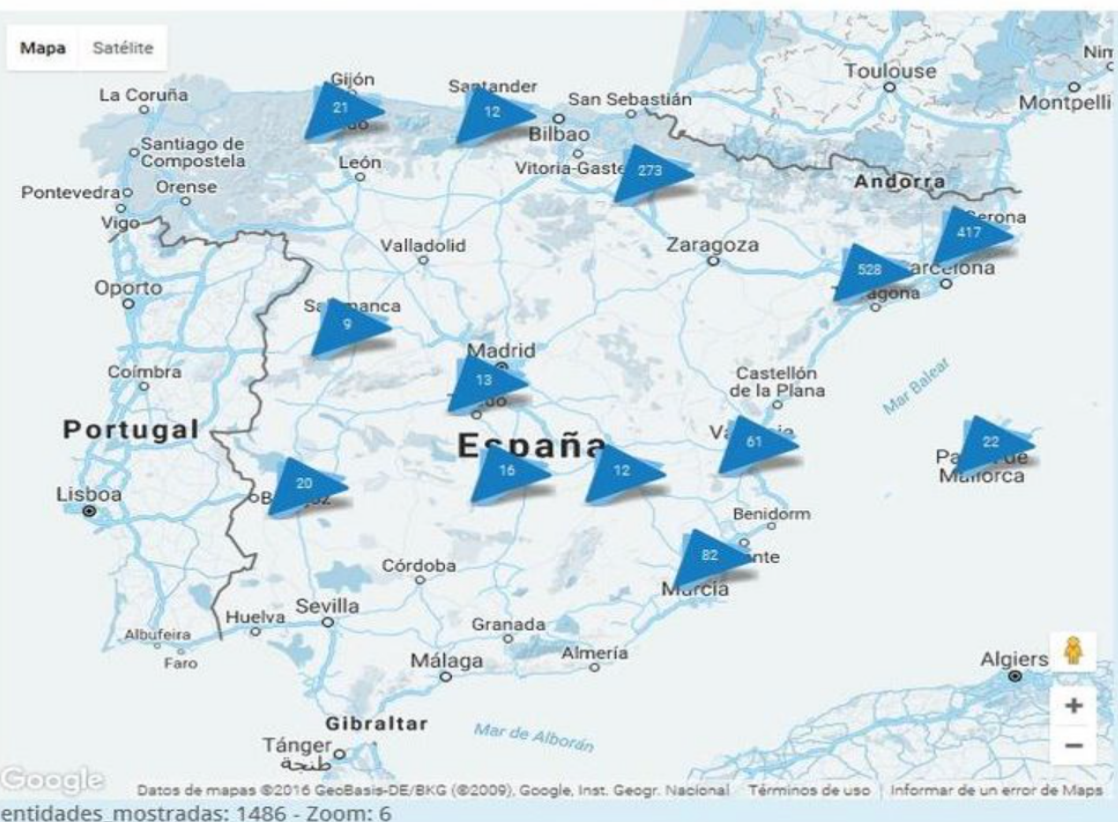 Mapa Satélite
Nim
Toulouse
Montpelli
Gijón
21
La Coruña
Santander
12
San Sebastián
Bilbao
Santiago de
Compostela
León
Vitoria-Gaste
273
Andorra
Pontevedra
Orense
Vigo
Valladolid
Zaragoza
417
528
Oporto
9
Madrid
13
Coímbra
Castellón
de la Plana
Mar Balear
Portugal
España
61
22
Mallorca
20
16
12
Lisboa
Benidorm
82
Murcia
Córdoba
Huelva
Sevilla
Granada
Albufeira
Faro
Málaga
Almería
Algiers
Gibraltar
Mar de Alborán
Tánger
طنجة
+
−
Google
Datos de mapas ©2016 GeoBasis-DE/BKG (©2009), Google, Inst. Geogr. Nacional Términos de uso Informar de un error de Maps
entidades_mostradas: 1486 - Zoom: 6